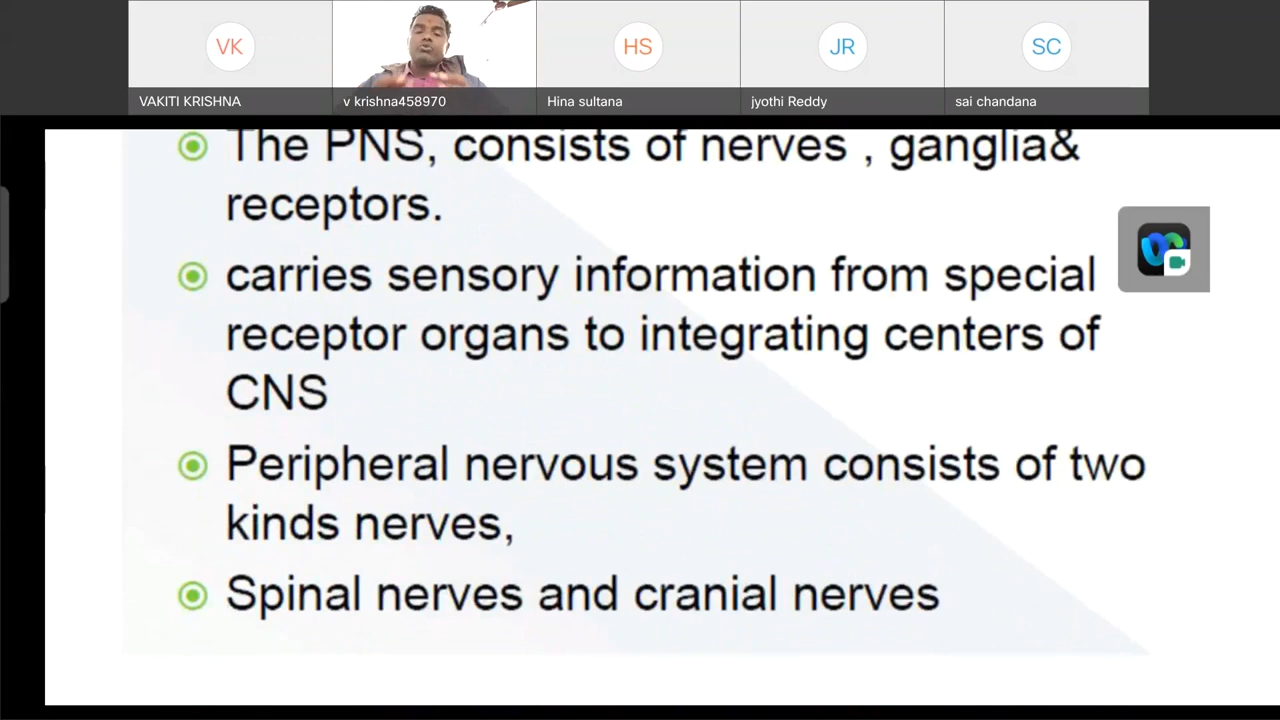 VK
HS
JR
SC
VAKITI KRISHNA
v krishna458970
Hina sultana
jyothi Reddy
sai chandana
The PNS, consists of nerves , ganglia&
receptors.
carries sensory information from special
receptor organs to integrating centers of
CNS
Peripheral nervous system consists of two
kinds nerves,
Spinal nerves and cranial nerves